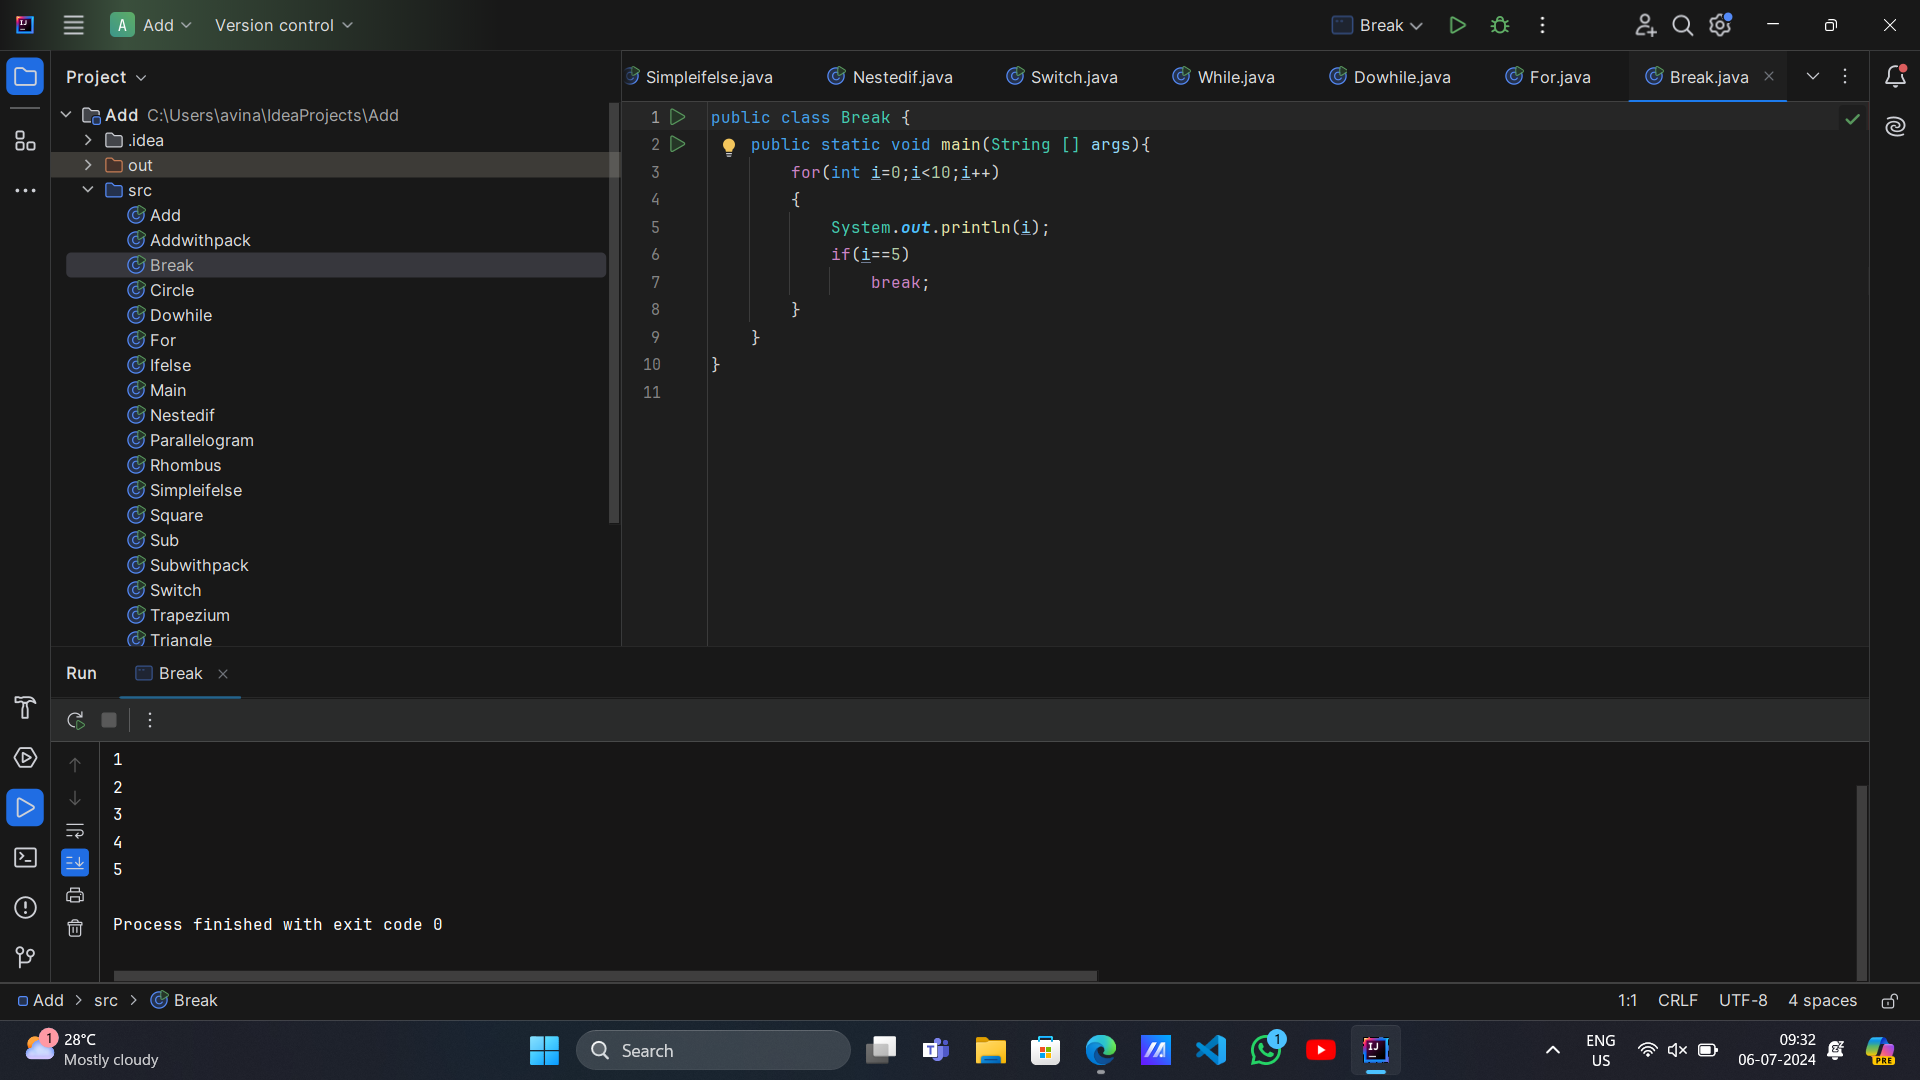 A Add Version control Break
Project
Simpleifelse.java Nestedif.java Switch.java While.java Dowhile.java For.java Break.java
Add C:\Users\avina\IdeaProjects\Add
.idea
out
src
Add
Addwithpack
Break
Circle
Dowhile
For
Ifelse
Main
Nestedif
Parallelogram
Rhombus
Simpleifelse
Square
Sub
Subwithpack
Switch
Trapezium
Triangle
1 public class Break {
2 public static void main(String [] args){
3 for(int i=0;i<10;i++)
4 {
5 System.out.println(i);
6 if(i==5)
7 break;
8 }
9 }
10 }
11
Run Break
1
2
3
4
5
Process finished with exit code 0
Add > src > Break 1:1 CRLF UTF-8 4 spaces
1 28°C
Mostly cloudy
Search
1
ENG
US
09:32
06-07-2024
PRE